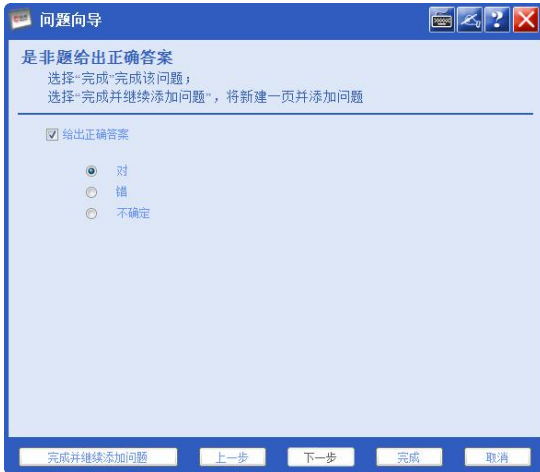 问题向导
是非题给出正确答案
选择“完成”完成该问题；
选择“完成并继续添加问题”，将新建一页并添加问题
给出正确答案
对
错
不确定
完成并继续添加问题 上一步 下一步 完成 取消